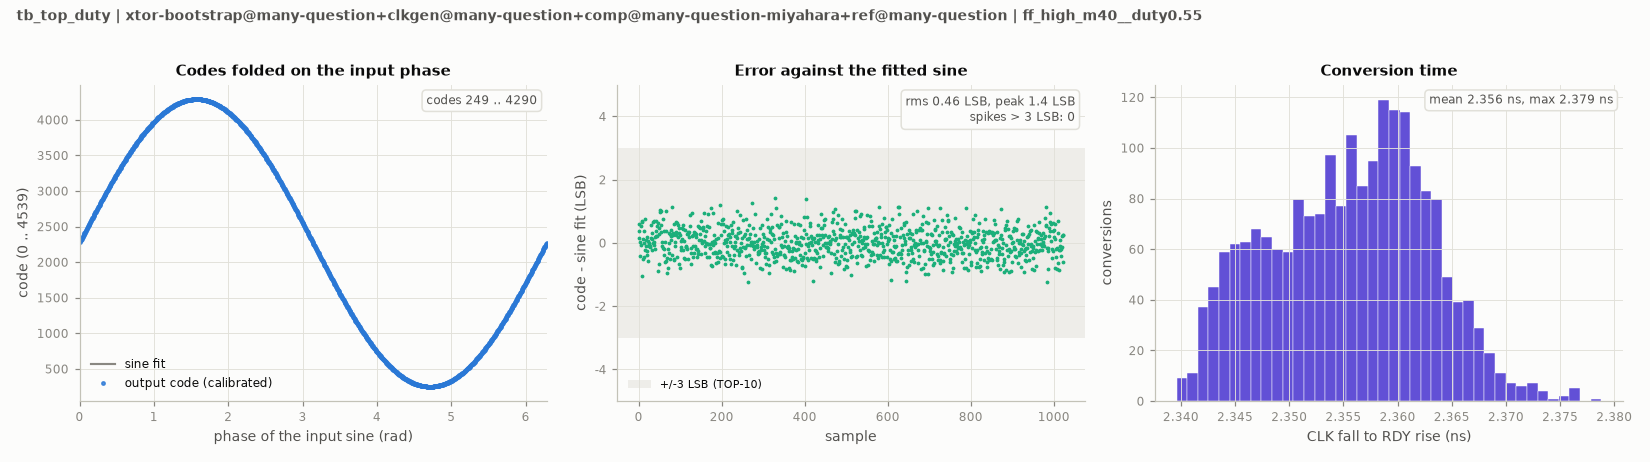 tb_top_duty | xtor-bootstrap@many-question+clkgen@many-question+comp@many-question-miyahara+ref@many-question | ff_high_m40__duty0.55
Codes folded on the input phase
codes 249 .. 4290
4000
3500
3000
2500
2000
1500
1000
500
code (0 .. 4539)
sine fit
output code (calibrated)
0 1 2 3 4 5 6
phase of the input sine (rad)
Error against the fitted sine
rms 0.46 LSB, peak 1.4 LSB
spikes > 3 LSB: 0
4
2
0
-2
-4
code - sine fit (LSB)
+/-3 LSB (TOP-10)
0 200 400 600 800 1000
sample
Conversion time
mean 2.356 ns, max 2.379 ns
120
100
80
60
40
20
0
conversions
2.340 2.345 2.350 2.355 2.360 2.365 2.370 2.375 2.380
CLK fall to RDY rise (ns)